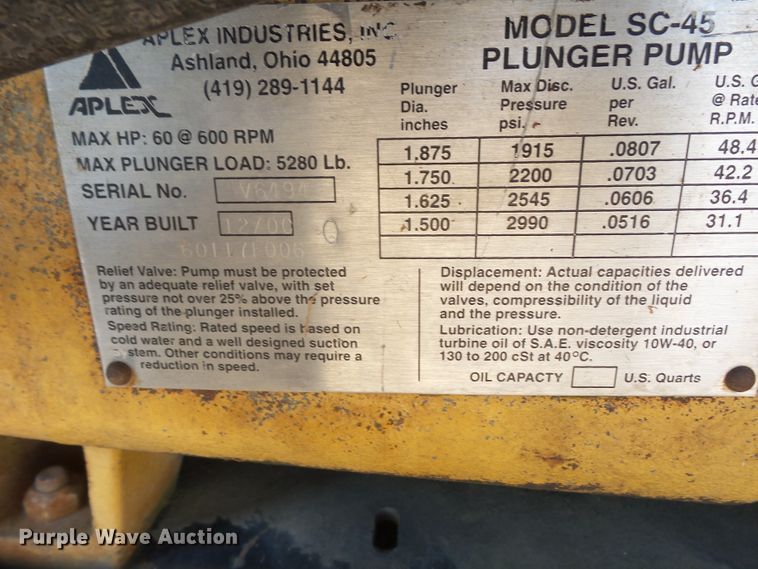 APLEX INDUSTRIES, INC
Ashland, Ohio 44805
(419) 289-1144
APLEX
MAX HP: 60 @ 600 RPM
MAX PLUNGER LOAD: 5280 Lb.
SERIAL No. V6494
YEAR BUILT 12/00
MODEL SC-45
PLUNGER PUMP
Plunger Dia. inches
Max Disc. Pressure psi.
U.S. Gal. per Rev.
U.S. G @ Rate R.P.M.
1.875 1915 .0807 48.4
1.750 2200 .0703 42.2
1.625 2545 .0606 36.4
1.500 2990 .0516 31.1
Relief Valve: Pump must be protected
by an adequate relief valve, with set
pressure not over 25% above the pressure
rating of the plunger installed.
Speed Rating: Rated speed is based on
cold water and a well designed suction
stem. Other conditions may require a
reduction in speed.
Displacement: Actual capacities delivered
will depend on the condition of the
valves, compressibility of the liquid
and the pressure.
Lubrication: Use non-detergent industrial
turbine oil of S.A.E. viscosity 10W-40, or
130 to 200 cSt at 40°C.
OIL CAPACTY U.S. Quarts
Purple Wave Auction